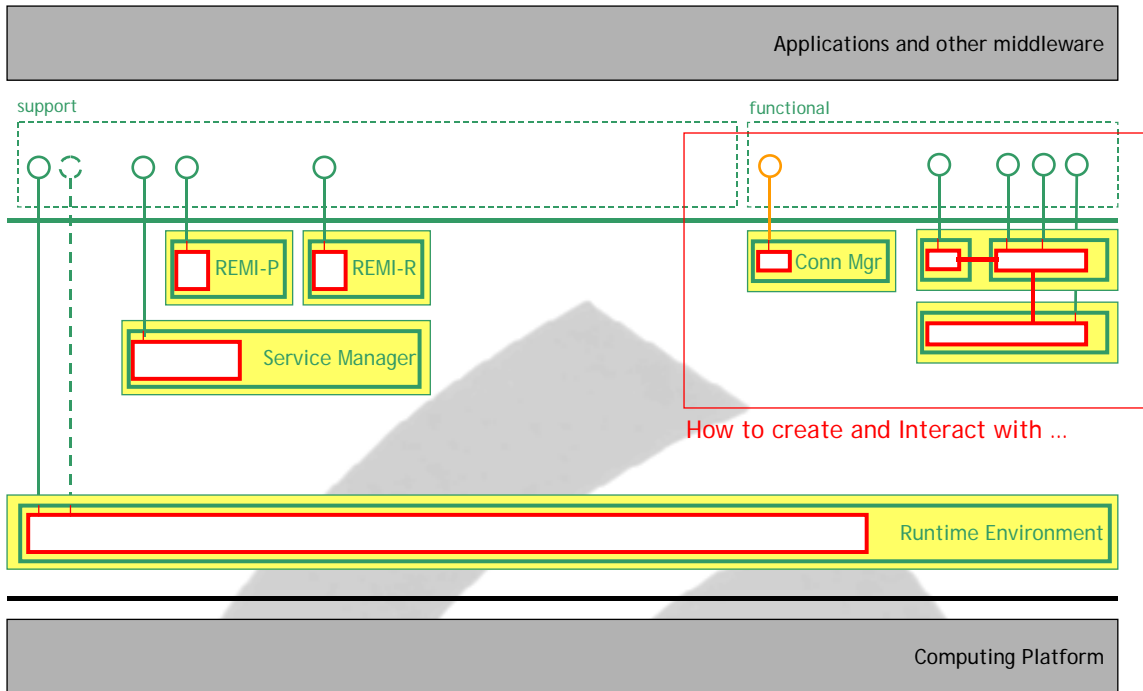 Applications and other middleware
support
functional
REMI-P
REMI-R
Conn Mgr
Service Manager
How to create and Interact with ...
Runtime Environment
Computing Platform